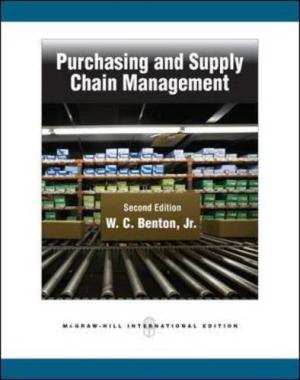 Purchasing and Supply
Chain Management
Second Edition
W. C. Benton, Jr.
McGRAW-HILL INTERNATIONAL EDITION